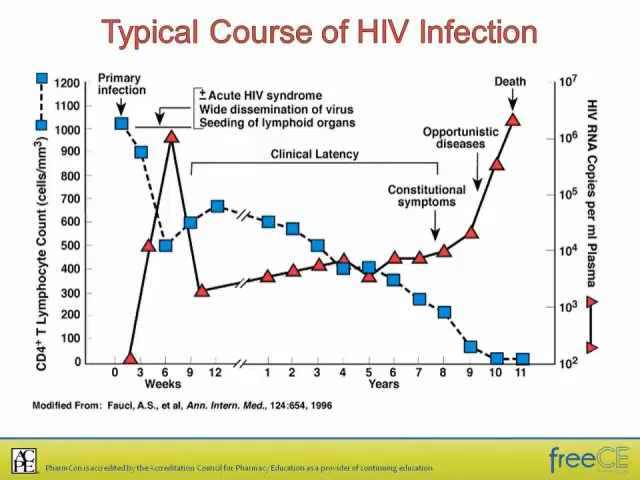 Typical Course of HIV Infection
CD4+ T Lymphocyte Count (cells/mm3)
1200
1100
1000
900
800
700
600
500
400
300
200
100
0
Primary
infection
± Acute HIV syndrome
Wide dissemination of virus
Seeding of lymphoid organs
Clinical Latency
Constitutional
symptoms
Opportunistic
diseases
Death
10⁷
10⁶
10⁵
10⁴
10³
10²
HIV RNA Copies per ml Plasma
0 3 6 9 12 1 2 3 4 5 6 7 8 9 10 11
Weeks Years
Modified From: Fauci, A.S., et al, Ann. Intern. Med., 124:654, 1996
ACPE
PharmCon is accredited by the Accreditation Council for Pharmacy Education as a provider of continuing education.
freeCE